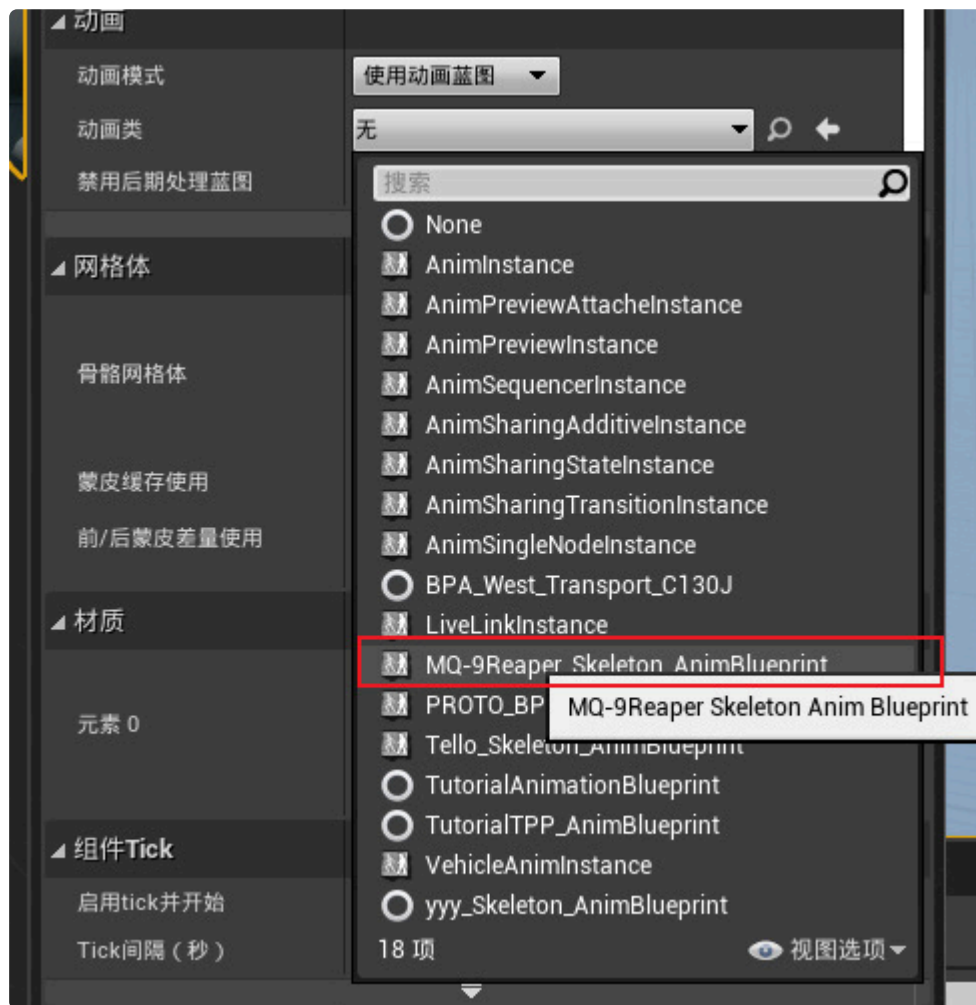 动画
动画模式
使用动画蓝图
动画类
无
禁用后期处理蓝图
搜索
None
AnimInstance
AnimPreviewAttacheInstance
AnimPreviewInstance
AnimSequencerInstance
AnimSharingAdditiveInstance
AnimSharingStateInstance
AnimSharingTransitionInstance
AnimSingleNodeInstance
BPA_West_Transport_C130J
LiveLinkInstance
MQ-9Reaper_Skeleton_AnimBlueprint
MQ-9Reaper Skeleton Anim Blueprint
PROTO_BP
Tello_Skeleton_AnimBlueprint
TutorialAnimationBlueprint
TutorialTPP_AnimBlueprint
VehicleAnimInstance
yyy_Skeleton_AnimBlueprint
18 项
视图选项
网格体
骨骼网格体
蒙皮缓存使用
前/后蒙皮差量使用
材质
元素 0
组件Tick
启用tick并开始
Tick间隔（秒）